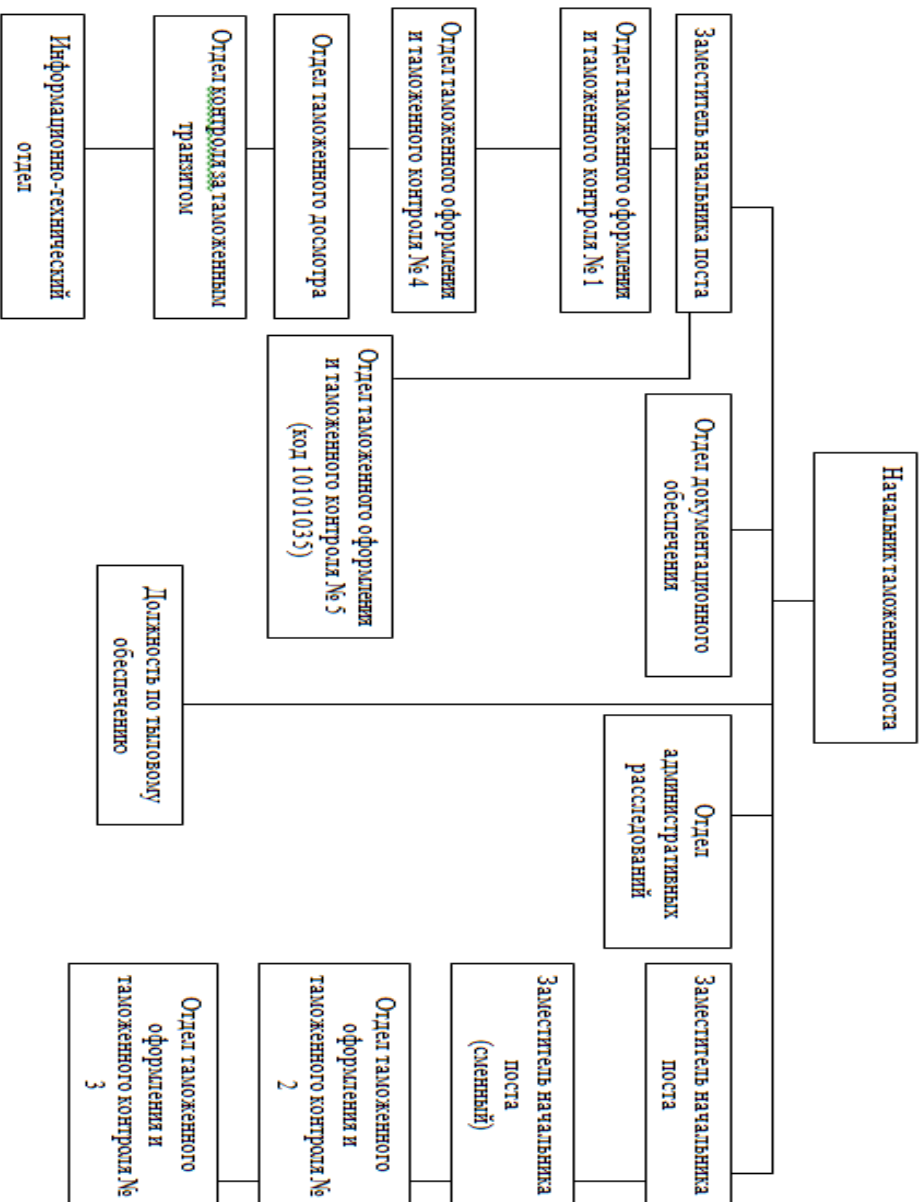 Начальник таможенного поста
Заместитель начальника поста
Отдел документационного
обеспечения
Отдел
административных
расследований
Заместитель начальника
поста
Отдел таможенного оформления
и таможенного контроля № 1
Отдел таможенного оформления
и таможенного контроля № 4
Отдел таможенного досмотра
Отдел контроля за таможенным
транзитом
Информационно-технический
отдел
Отдел таможенного оформления
и таможенного контроля № 5
(код 10101035)
Должность по тыловому
обеспечению
Заместитель начальника
поста
(сменный)
Отдел таможенного
оформления и
таможенного контроля №
2
Отдел таможенного
оформления и
таможенного контроля №
3